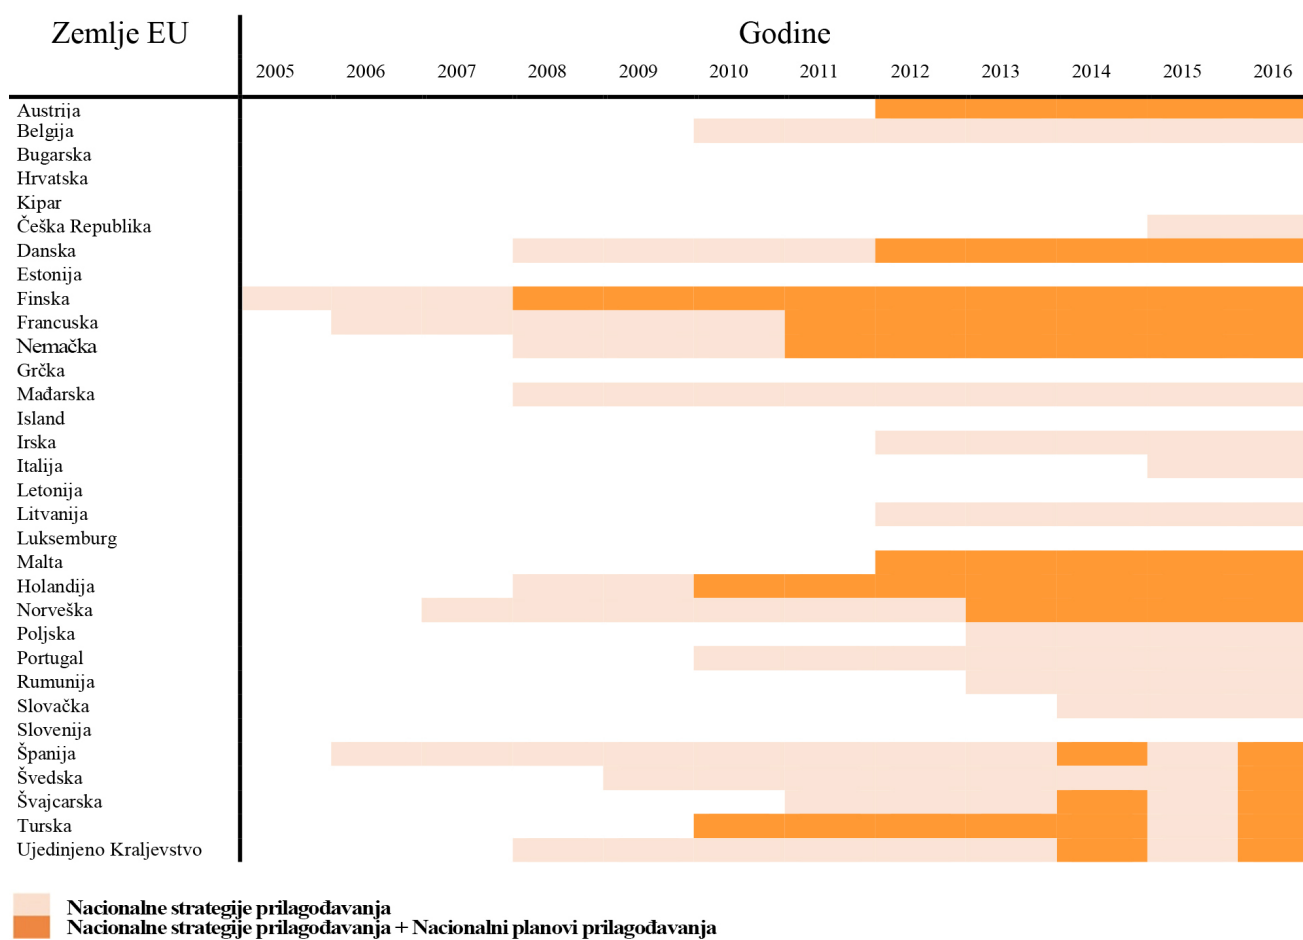 Zemlje EU Godine
2005 2006 2007 2008 2009 2010 2011 2012 2013 2014 2015 2016
Austrija
Belgija
Bugarska
Hrvatska
Kipar
Češka Republika
Danska
Estonija
Finska
Francuska
Nemačka
Grčka
Mađarska
Island
Irska
Italija
Letonija
Litvanija
Luksemburg
Malta
Holandija
Norveška
Poljska
Portugal
Rumunija
Slovačka
Slovenija
Španija
Švedska
Švajcarska
Turska
Ujedinjeno Kraljevstvo
Nacionalne strategije prilagođavanja
Nacionalne strategije prilagođavanja + Nacionalni planovi prilagođavanja